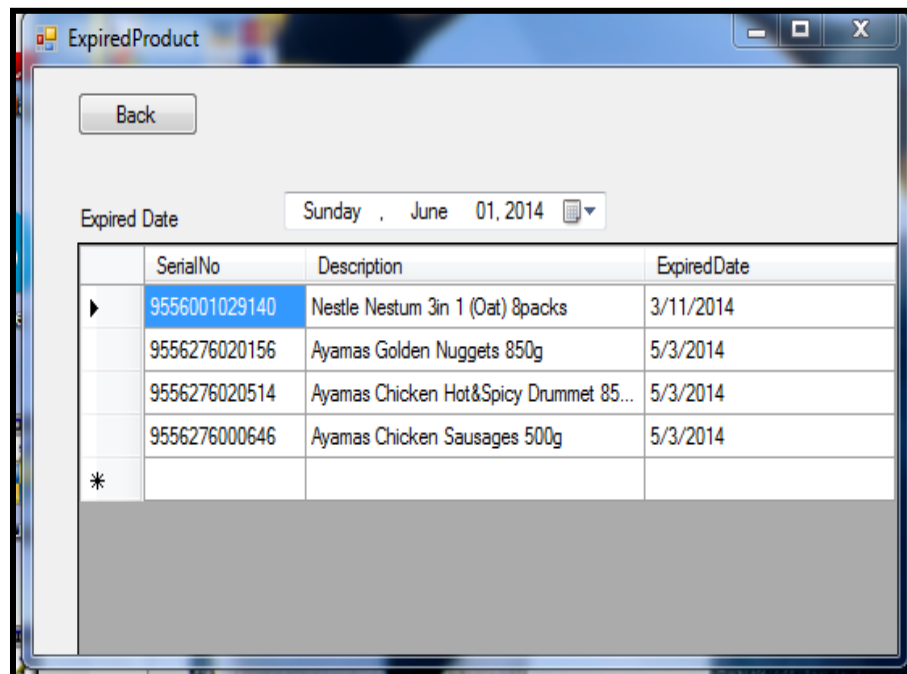 ExpiredProduct
Back
Expired Date Sunday , June 01, 2014
SerialNo Description ExpiredDate
9556001029140 Nestle Nestum 3in 1 (Oat) 8packs 3/11/2014
9556276020156 Ayamas Golden Nuggets 850g 5/3/2014
9556276020514 Ayamas Chicken Hot&Spicy Drummet 85... 5/3/2014
9556276000646 Ayamas Chicken Sausages 500g 5/3/2014